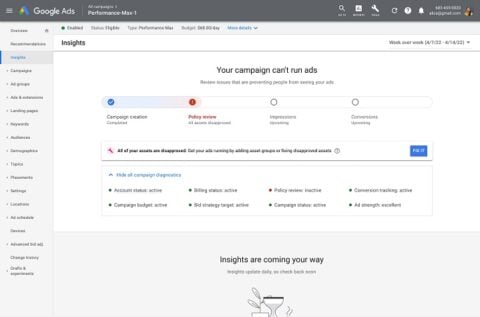 Google Ads
All campaigns
Performance-Max-1
Enabled Status: Eligible Type: Performance Max Budget: $68.00/day More details
Overview
Recommendations
Insights
Campaigns
Ad groups
Ads & extensions
Landing pages
Keywords
Audiences
Demographics
Topics
Placements
Settings
Locations
Ad schedule
Devices
Advanced bid adj.
Change history
Drafts & experiments
Insights
Week over week (4/7/22 - 4/14/22)
Your campaign can't run ads
Review issues that are preventing people from seeing your ads
Campaign creation
Completed
Policy review
All assets disapproved
Impressions
Upcoming
Conversions
Upcoming
All of your assets are disapproved. Get your ads running by adding asset groups or fixing disapproved assets
FIX IT
Hide all campaign diagnostics
Account status: active
Billing status: active
Policy review: inactive
Conversion tracking: active
Campaign budget: active
Bid strategy target: active
Campaign status: active
Ad strength: excellent
Insights are coming your way
Insights update daily, so check back soon